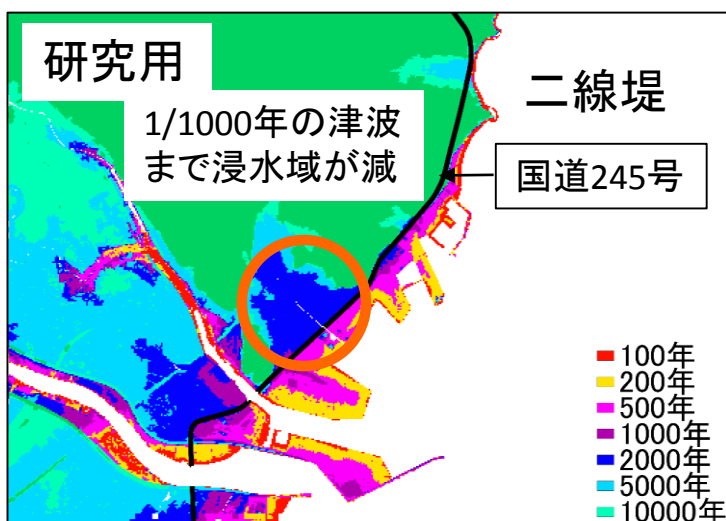 研究用
1/1000年の津波
まで浸水域が減
二線堤
国道245号
100年
200年
500年
1000年
2000年
5000年
10000年